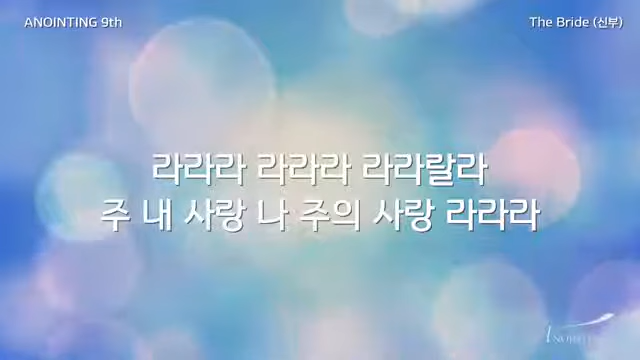 ANOINTING 9th
The Bride (신부)
라라라 라라라 라라랄라
주 내 사랑 나 주의 사랑 라라라